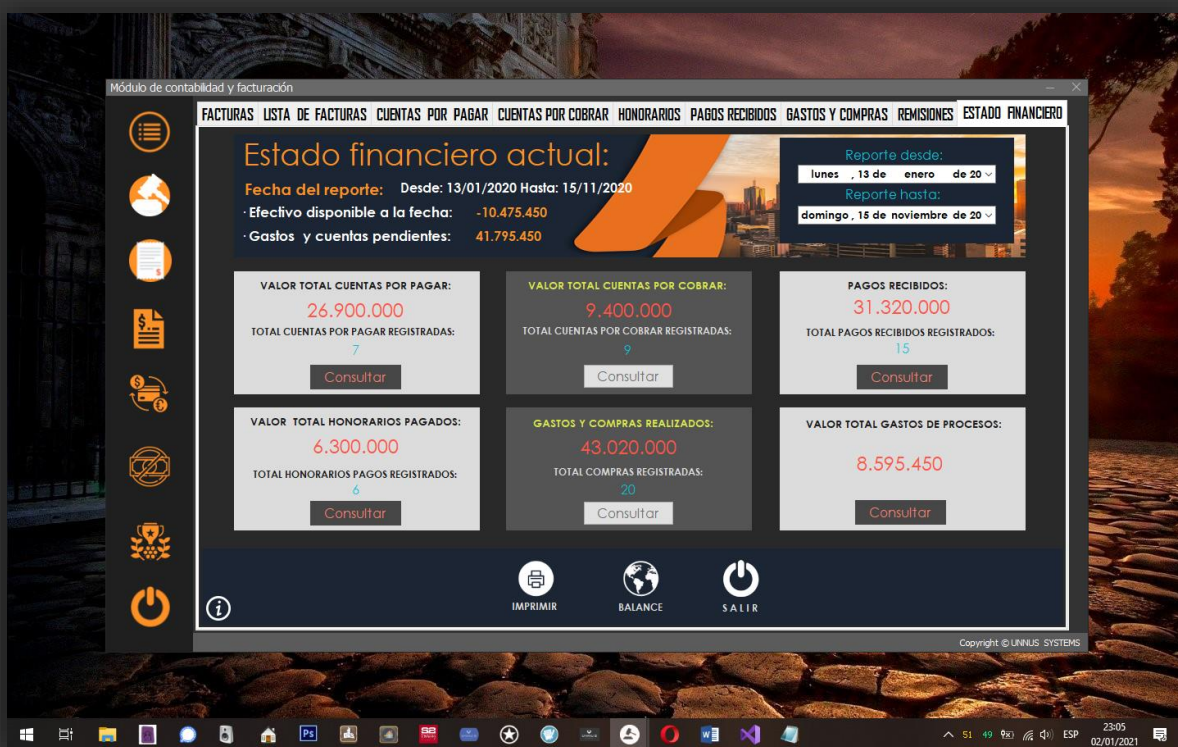 Módulo de contabilidad y facturación
FACTURAS LISTA DE FACTURAS CUENTAS POR PAGAR CUENTAS POR COBRAR HONORARIOS PAGOS RECIBIDOS GASTOS Y COMPRAS REMISIONES ESTADO FINANCIERO
Estado financiero actual:
Fecha del reporte: Desde: 13/01/2020 Hasta: 15/11/2020
· Efectivo disponible a la fecha: -10.475.450
· Gastos y cuentas pendientes: 41.795.450
Reporte desde:
lunes , 13 de enero de 20
Reporte hasta:
domingo , 15 de noviembre de 20
VALOR TOTAL CUENTAS POR PAGAR:
26.900.000
TOTAL CUENTAS POR PAGAR REGISTRADAS:
7
Consultar
VALOR TOTAL CUENTAS POR COBRAR:
9.400.000
TOTAL CUENTAS POR COBRAR REGISTRADAS:
9
Consultar
PAGOS RECIBIDOS:
31.320.000
TOTAL PAGOS RECIBIDOS REGISTRADOS:
15
Consultar
VALOR TOTAL HONORARIOS PAGADOS:
6.300.000
TOTAL HONORARIOS PAGOS REGISTRADOS:
6
Consultar
GASTOS Y COMPRAS REALIZADOS:
43.020.000
TOTAL COMPRAS REGISTRADAS:
20
Consultar
VALOR TOTAL GASTOS DE PROCESOS:
8.595.450
Consultar
IMPRIMIR BALANCE SALIR
Copyright © UNNUS SYSTEMS
Ps
51 49 ESP 23:05
02/01/2021